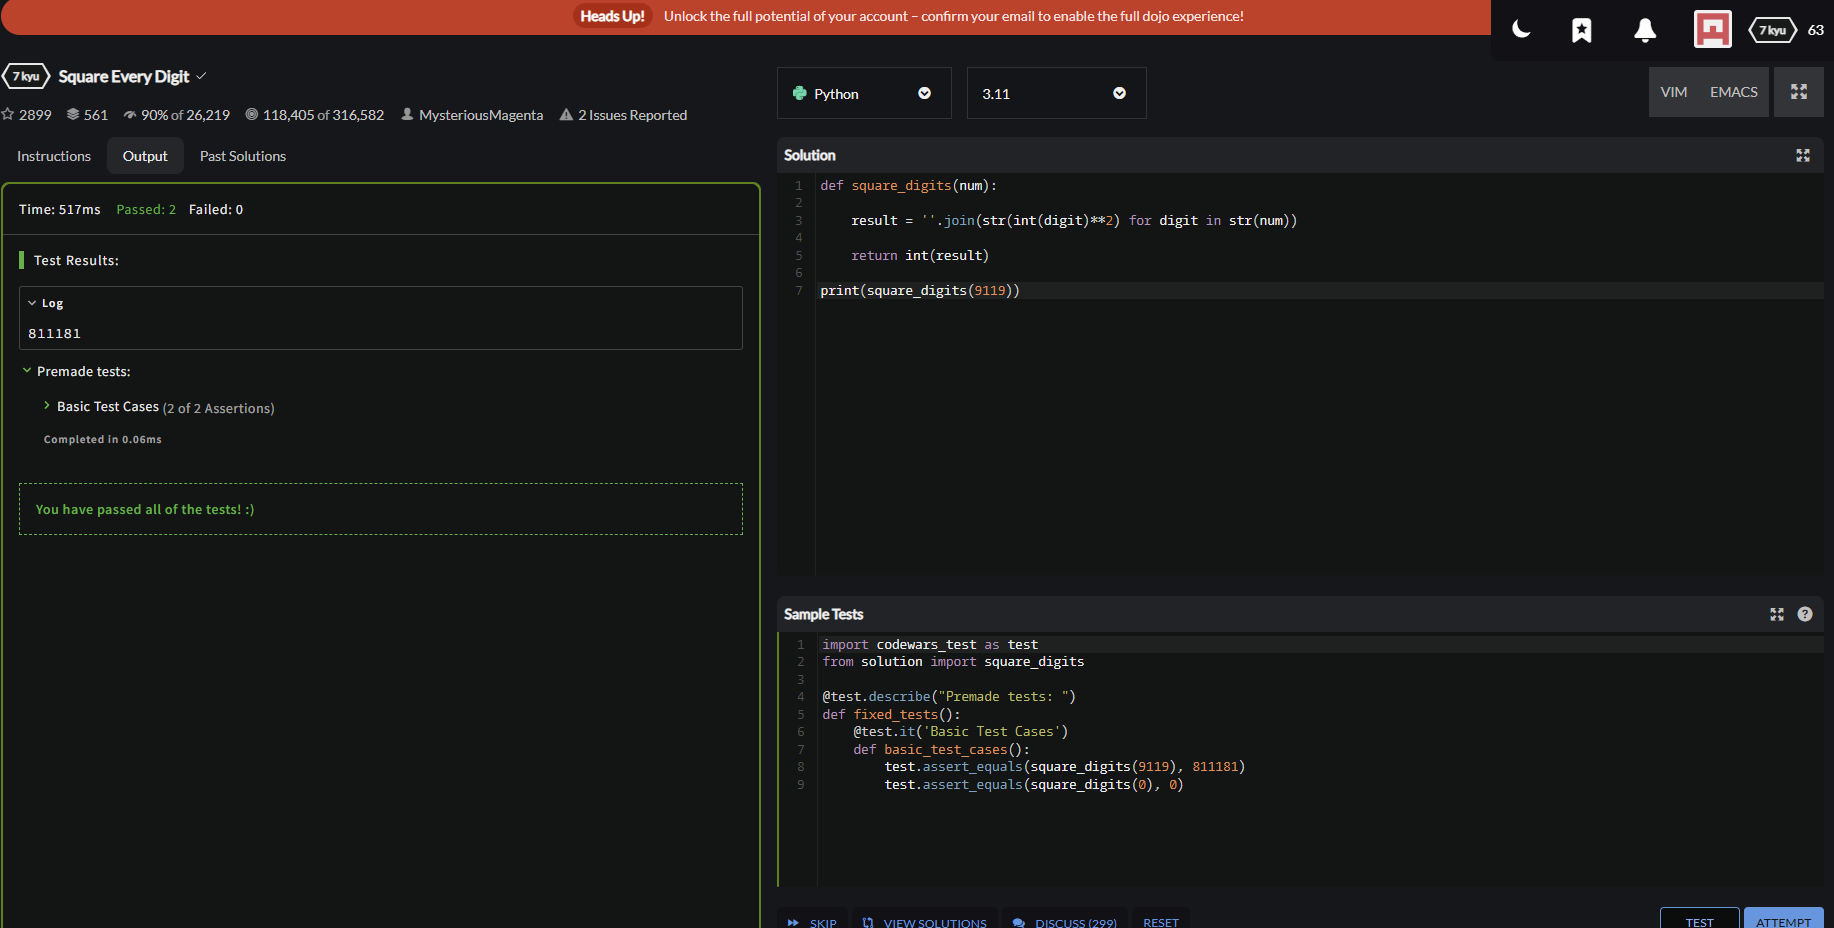 Heads Up! Unlock the full potential of your account – confirm your email to enable the full dojo experience!
7 kyu 63
7 kyu Square Every Digit
2899 561 90% of 26,219 118,405 of 316,582 MysteriousMagenta 2 Issues Reported
Instructions Output Past Solutions
Time: 517ms Passed: 2 Failed: 0
Test Results:
Log
811181
Premade tests:
Basic Test Cases (2 of 2 Assertions)
Completed in 0.06ms
You have passed all of the tests! :)
Python 3.11 VIM EMACS
Solution
1 def square_digits(num):
2
3     result = ''.join(str(int(digit)**2) for digit in str(num))
4
5     return int(result)
6
7 print(square_digits(9119))
Sample Tests ?
1 import codewars_test as test
2 from solution import square_digits
3
4 @test.describe("Premade tests: ")
5 def fixed_tests():
6     @test.it('Basic Test Cases')
7     def basic_test_cases():
8         test.assert_equals(square_digits(9119), 811181)
9         test.assert_equals(square_digits(0), 0)
SKIP VIEW SOLUTIONS DISCUSS (299) RESET TEST ATTEMPT